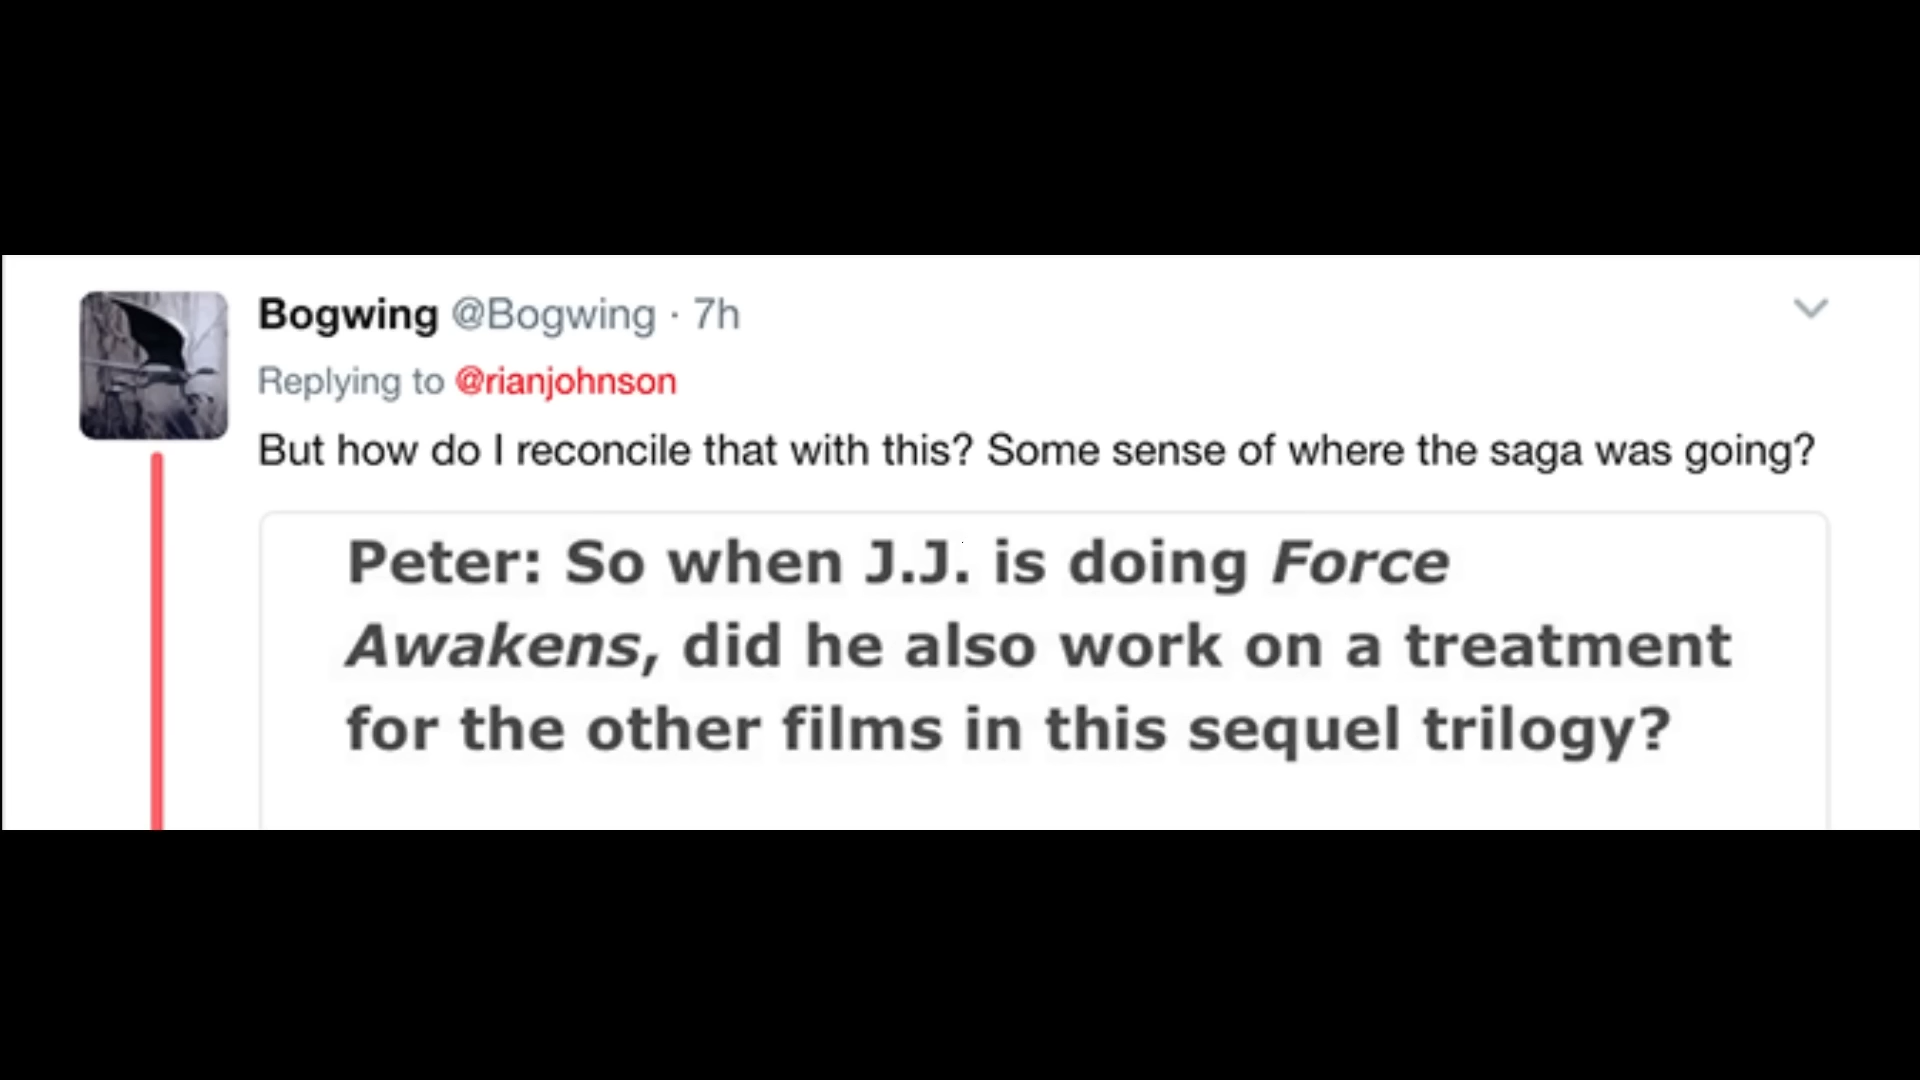 Bogwing @Bogwing · 7h
Replying to @rianjohnson
But how do I reconcile that with this? Some sense of where the saga was going?
Peter: So when J.J. is doing Force
Awakens, did he also work on a treatment
for the other films in this sequel trilogy?